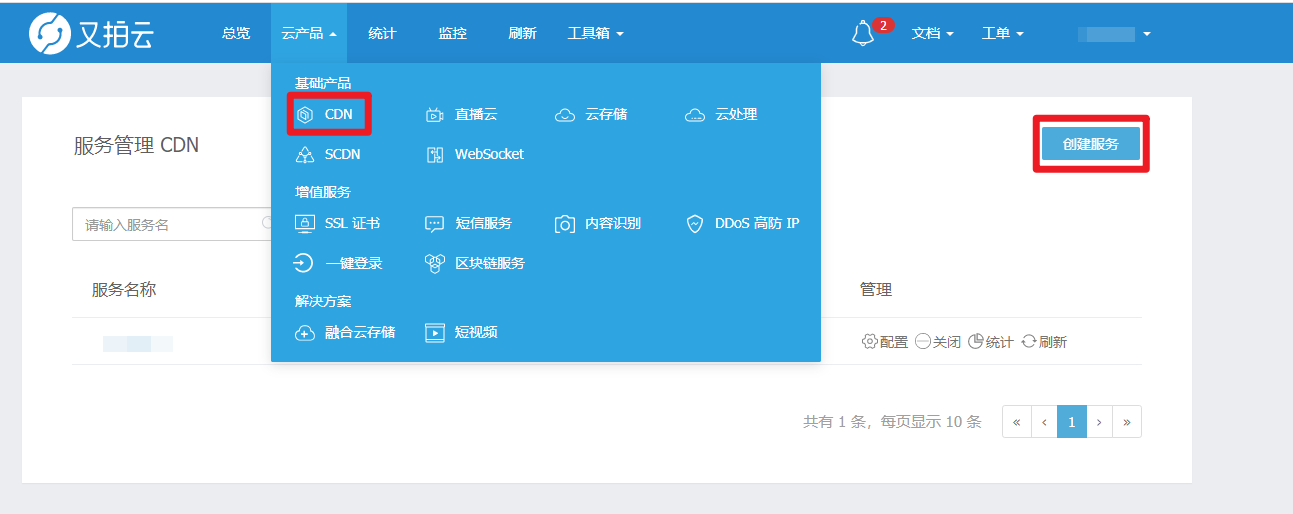 又拍云 总览 云产品 统计 监控 刷新 工具箱 2 文档 工单
基础产品
CDN 直播云 云存储 云处理
SCDN WebSocket
增值服务
SSL 证书 短信服务 内容识别 DDoS 高防 IP
一键登录 区块链服务
解决方案
融合云存储 短视频
服务管理 CDN 创建服务
请输入服务名
服务名称 管理
配置 关闭 统计 刷新
共有 1 条，每页显示 10 条 « ‹ 1 › »